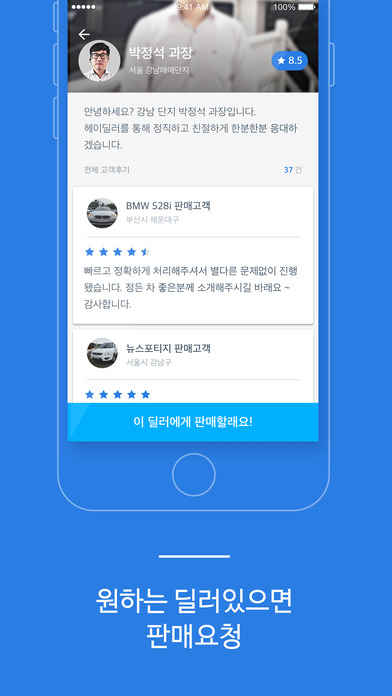 9:41 AM
박정석 과장
서울 강남매매단지
★ 8.5
안녕하세요? 강남 단지 박정석 과장입니다.
헤이딜러를 통해 정직하고 친절하게 한분한분 응대하
겠습니다.
전체 고객후기
37 건
BMW 528i 판매고객
부산시 해운대구
빠르고 정확하게 처리해주셔서 별다른 문제없이 진행
됐습니다. 정든 차 좋은분께 소개해주시길 바래요 ~
감사합니다.
뉴스포티지 판매고객
서울시 강남구
이 딜러에게 판매할래요!
원하는 딜러있으면
판매요청